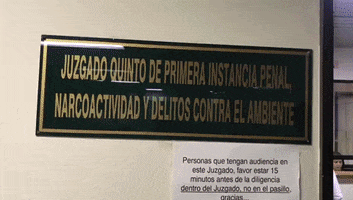 JUZGADO QUINTO DE PRIMERA INSTANCIA PENAL,
NARCOACTIVIDAD Y DELITOS CONTRA EL AMBIENTE
Personas que tengan audiencia en
este Juzgado, favor estar 15
minutos antes de la diligencia
dentro del Juzgado, no en el pasillo,
gracias...